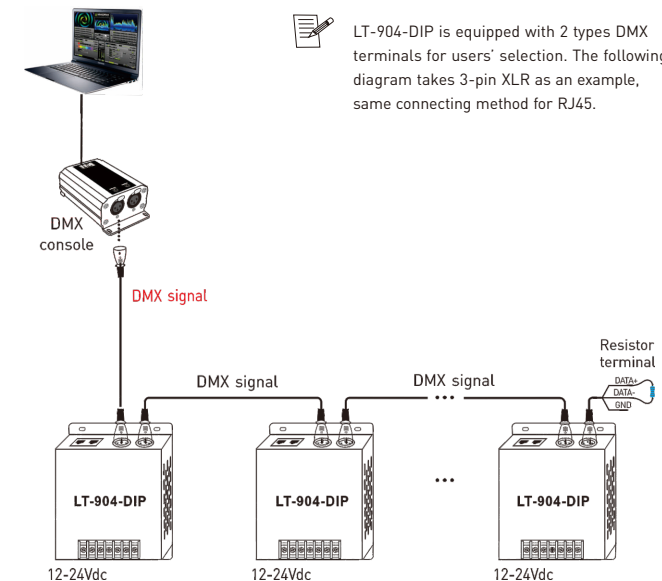 LT-904-DIP is equipped with 2 types DMX
terminals for users' selection. The following
diagram takes 3-pin XLR as an example,
same connecting method for RJ45.
DMX
console
DMX signal
Resistor
terminal
DMX signal
DMX signal
DATA+
DATA-
GND
LT-904-DIP
LT-904-DIP
LT-904-DIP
12-24Vdc
12-24Vdc
12-24Vdc